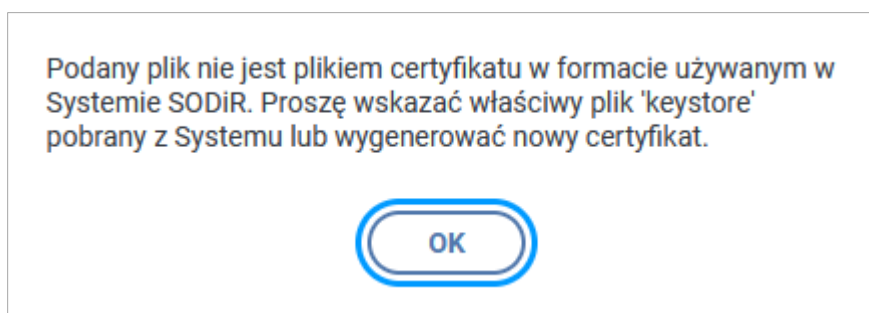 Podany plik nie jest plikiem certyfikatu w formacie używanym w
Systemie SODiR. Proszę wskazać właściwy plik 'keystore'
pobrany z Systemu lub wygenerować nowy certyfikat.
OK